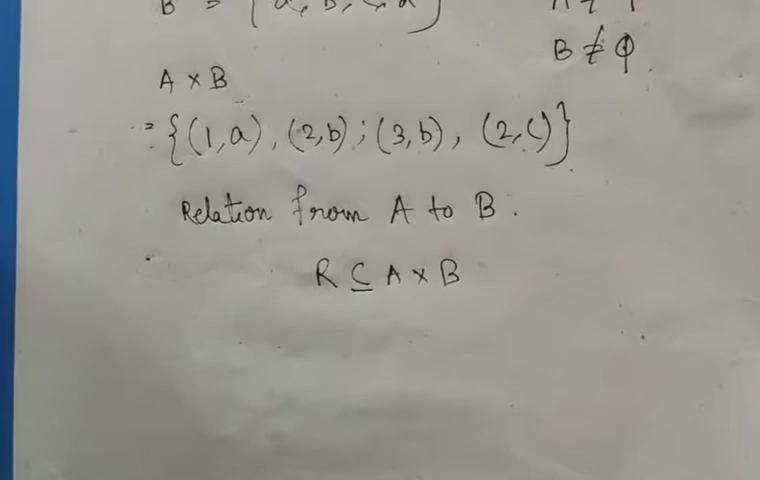 B = {a, b, c, d}
B ≠ Φ
A × B
= {(1, a), (2, b); (3, b), (2, c)}
Relation from A to B.
R ⊆ A × B